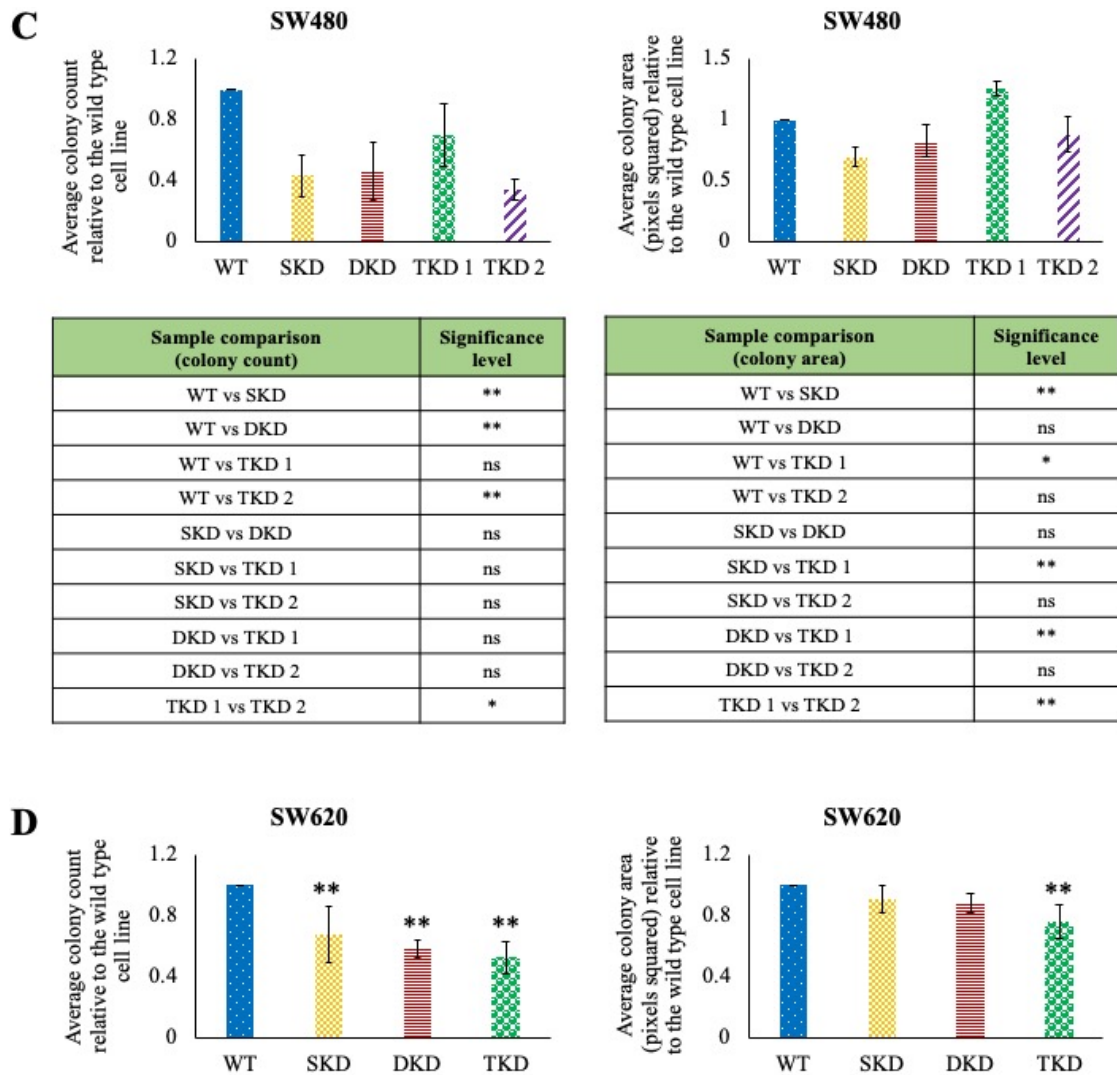 C
SW480
Average colony count
relative to the wild type
cell line
1.2
0.8
0.4
0
WT SKD DKD TKD 1 TKD 2
SW480
Average colony area
(pixels squared) relative
to the wild type cell line
1.5
1
0.5
0
WT SKD DKD TKD 1 TKD 2
Sample comparison
(colony count)
Significance
level
WT vs SKD **
WT vs DKD **
WT vs TKD 1 ns
WT vs TKD 2 **
SKD vs DKD ns
SKD vs TKD 1 ns
SKD vs TKD 2 ns
DKD vs TKD 1 ns
DKD vs TKD 2 ns
TKD 1 vs TKD 2 *
Sample comparison
(colony area)
Significance
level
WT vs SKD **
WT vs DKD ns
WT vs TKD 1 *
WT vs TKD 2 ns
SKD vs DKD ns
SKD vs TKD 1 **
SKD vs TKD 2 ns
DKD vs TKD 1 **
DKD vs TKD 2 ns
TKD 1 vs TKD 2 **
D
SW620
Average colony count
relative to the wild type
cell line
1.2
0.8
0.4
0
** ** **
WT SKD DKD TKD
SW620
Average colony area
(pixels squared) relative
to the wild type cell line
1.2
0.8
0.4
0
**
WT SKD DKD TKD